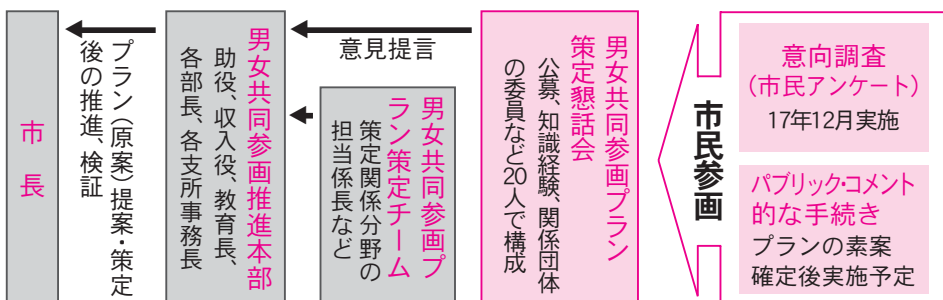 市長
プラン（原案）提案・策定
後の推進、検証
男女共同参画推進本部
助役、収入役、教育長、
各部長、各支所事務長
意見提言
男女共同参画プ
ラン策定チーム
策定関係分野の
担当係長など
男女共同参画プラン
策定懇話会
公募、知識経験、関係団体
の委員など20人で構成
市民参画
意向調査
（市民アンケート）
17年12月実施
パブリック・コメント
的な手続き
プランの素案
確定後実施予定